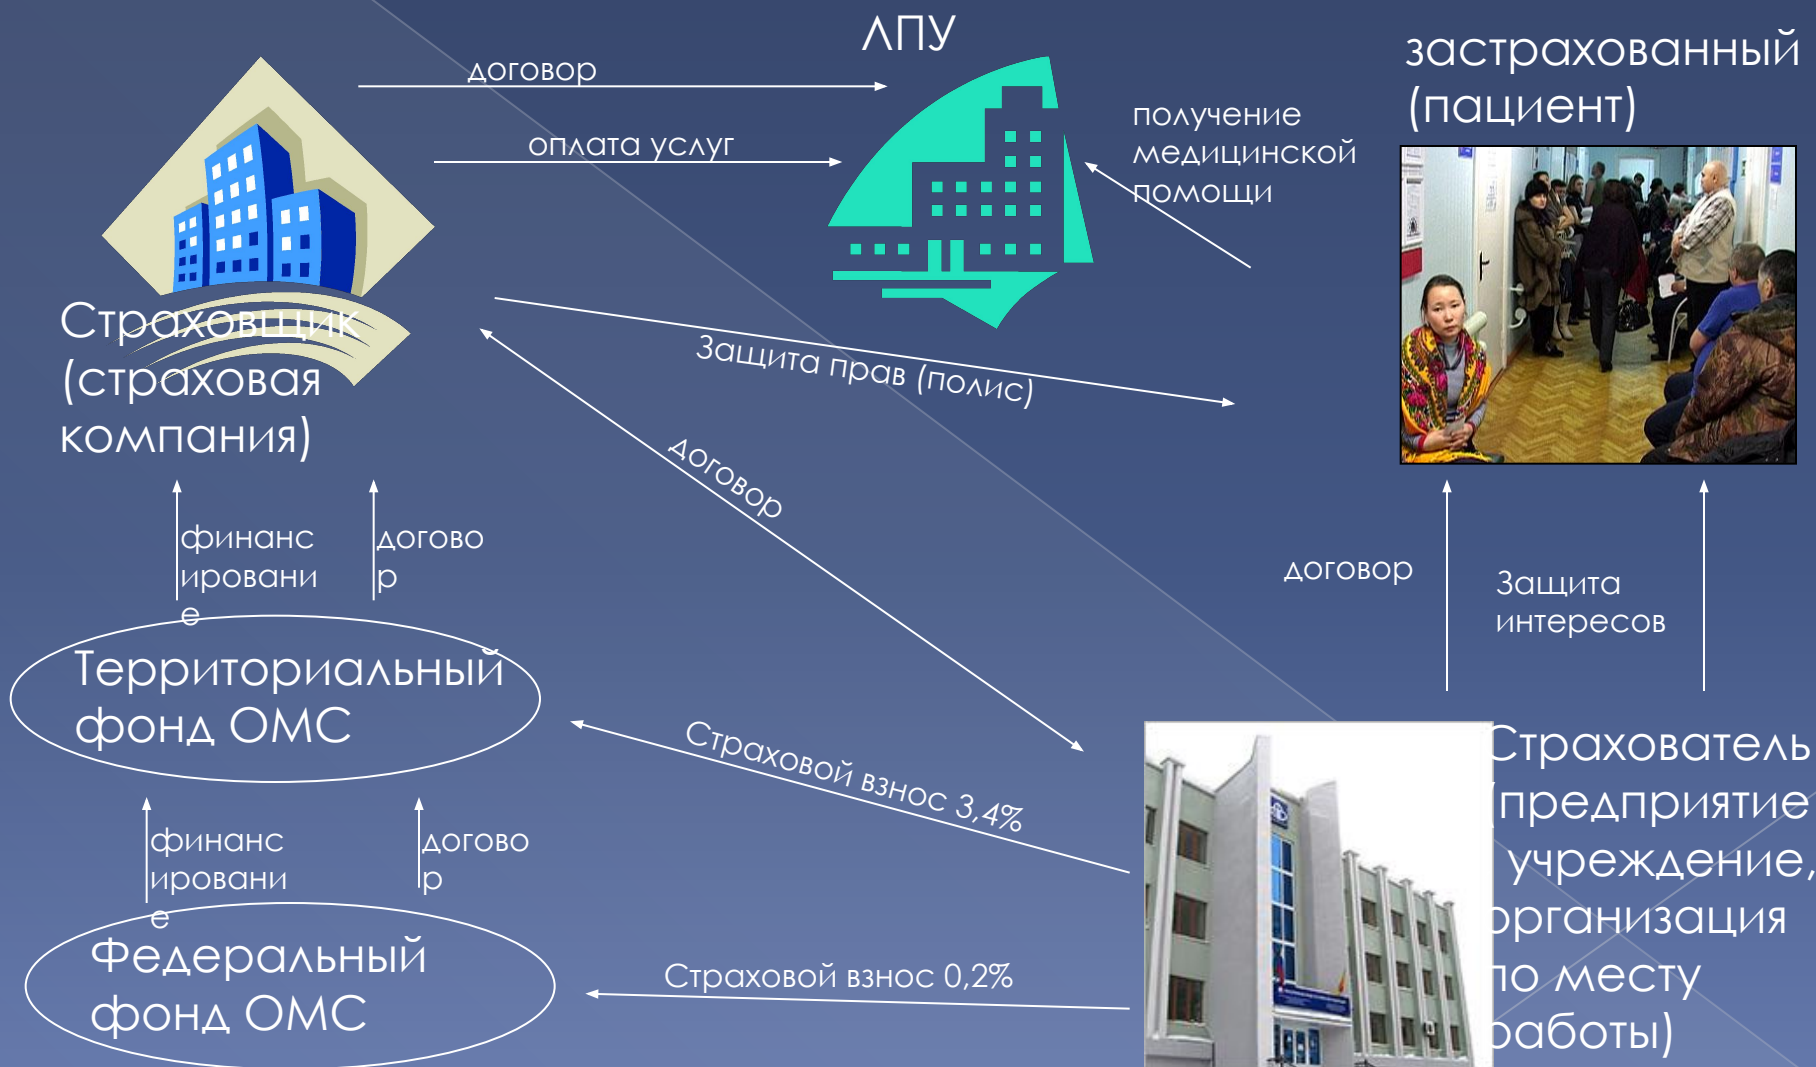 ЛПУ
застрахованный
(пациент)
договор
оплата услуг
получение
медицинской
помощи
Страховщик
(страховая
компания)
Защита прав (полис)
договор
финанс
ировани
е
догово
р
договор
Защита
интересов
Территориальный
фонд ОМС
Страховой взнос 3,4%
Страхователь
(предприятие
учреждение,
организация
по месту
работы)
финанс
ировани
е
догово
р
Федеральный
фонд ОМС
Страховой взнос 0,2%